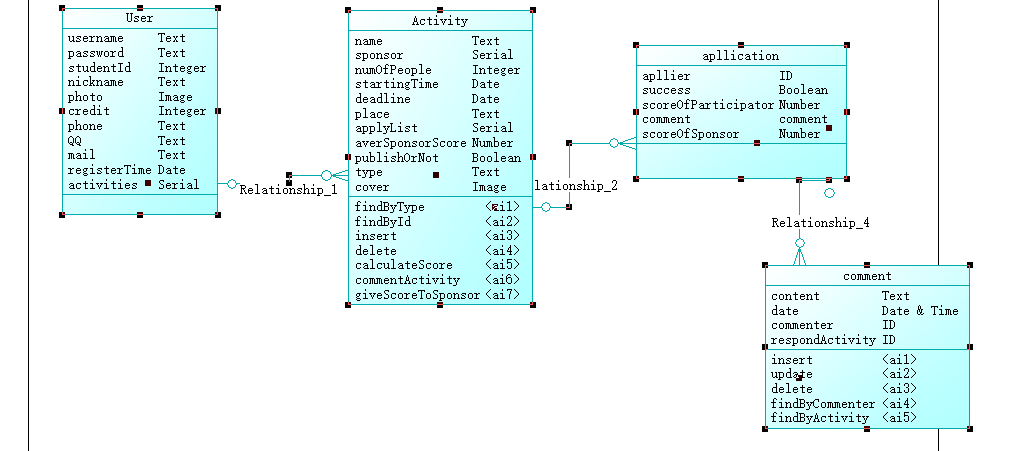 User
username Text
password Text
studentId Integer
nickname Text
photo Image
credit Integer
phone Text
QQ Text
mail Text
registerTime Date
activities Serial
Relationship_1
Activity
name Text
sponsor Serial
numOfPeople Integer
startingTime Date
deadline Date
place Text
applyList Serial
averSponsorScore Number
publishOrNot Boolean
type Text
cover Image
findByType <ai1>
findById <ai2>
insert <ai3>
delete <ai4>
calculateScore <ai5>
commentActivity <ai6>
giveScoreToSponsor <ai7>
lationship_2
apllication
apllier ID
success Boolean
scoreOfParticipator Number
comment comment
scoreOfSponsor Number
Relationship_4
comment
content Text
date Date & Time
commenter ID
respondActivity ID
insert <ai1>
update <ai2>
delete <ai3>
findByCommenter <ai4>
findByActivity <ai5>